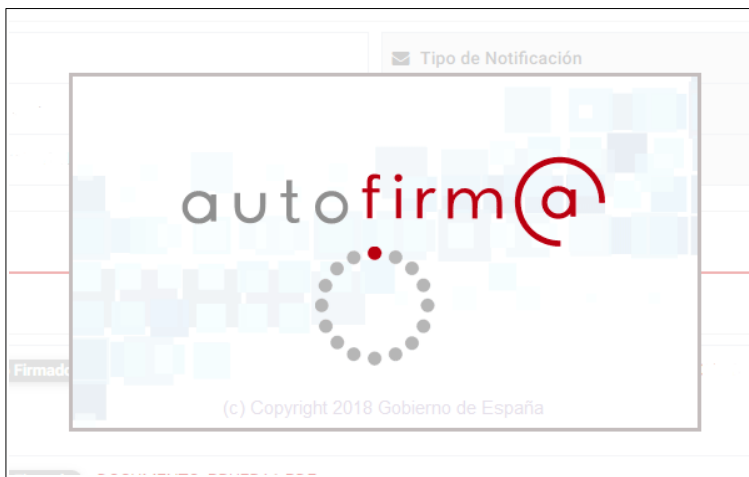 Tipo de Notificación
autofirm@
Firmado
(c) Copyright 2018 Gobierno de España